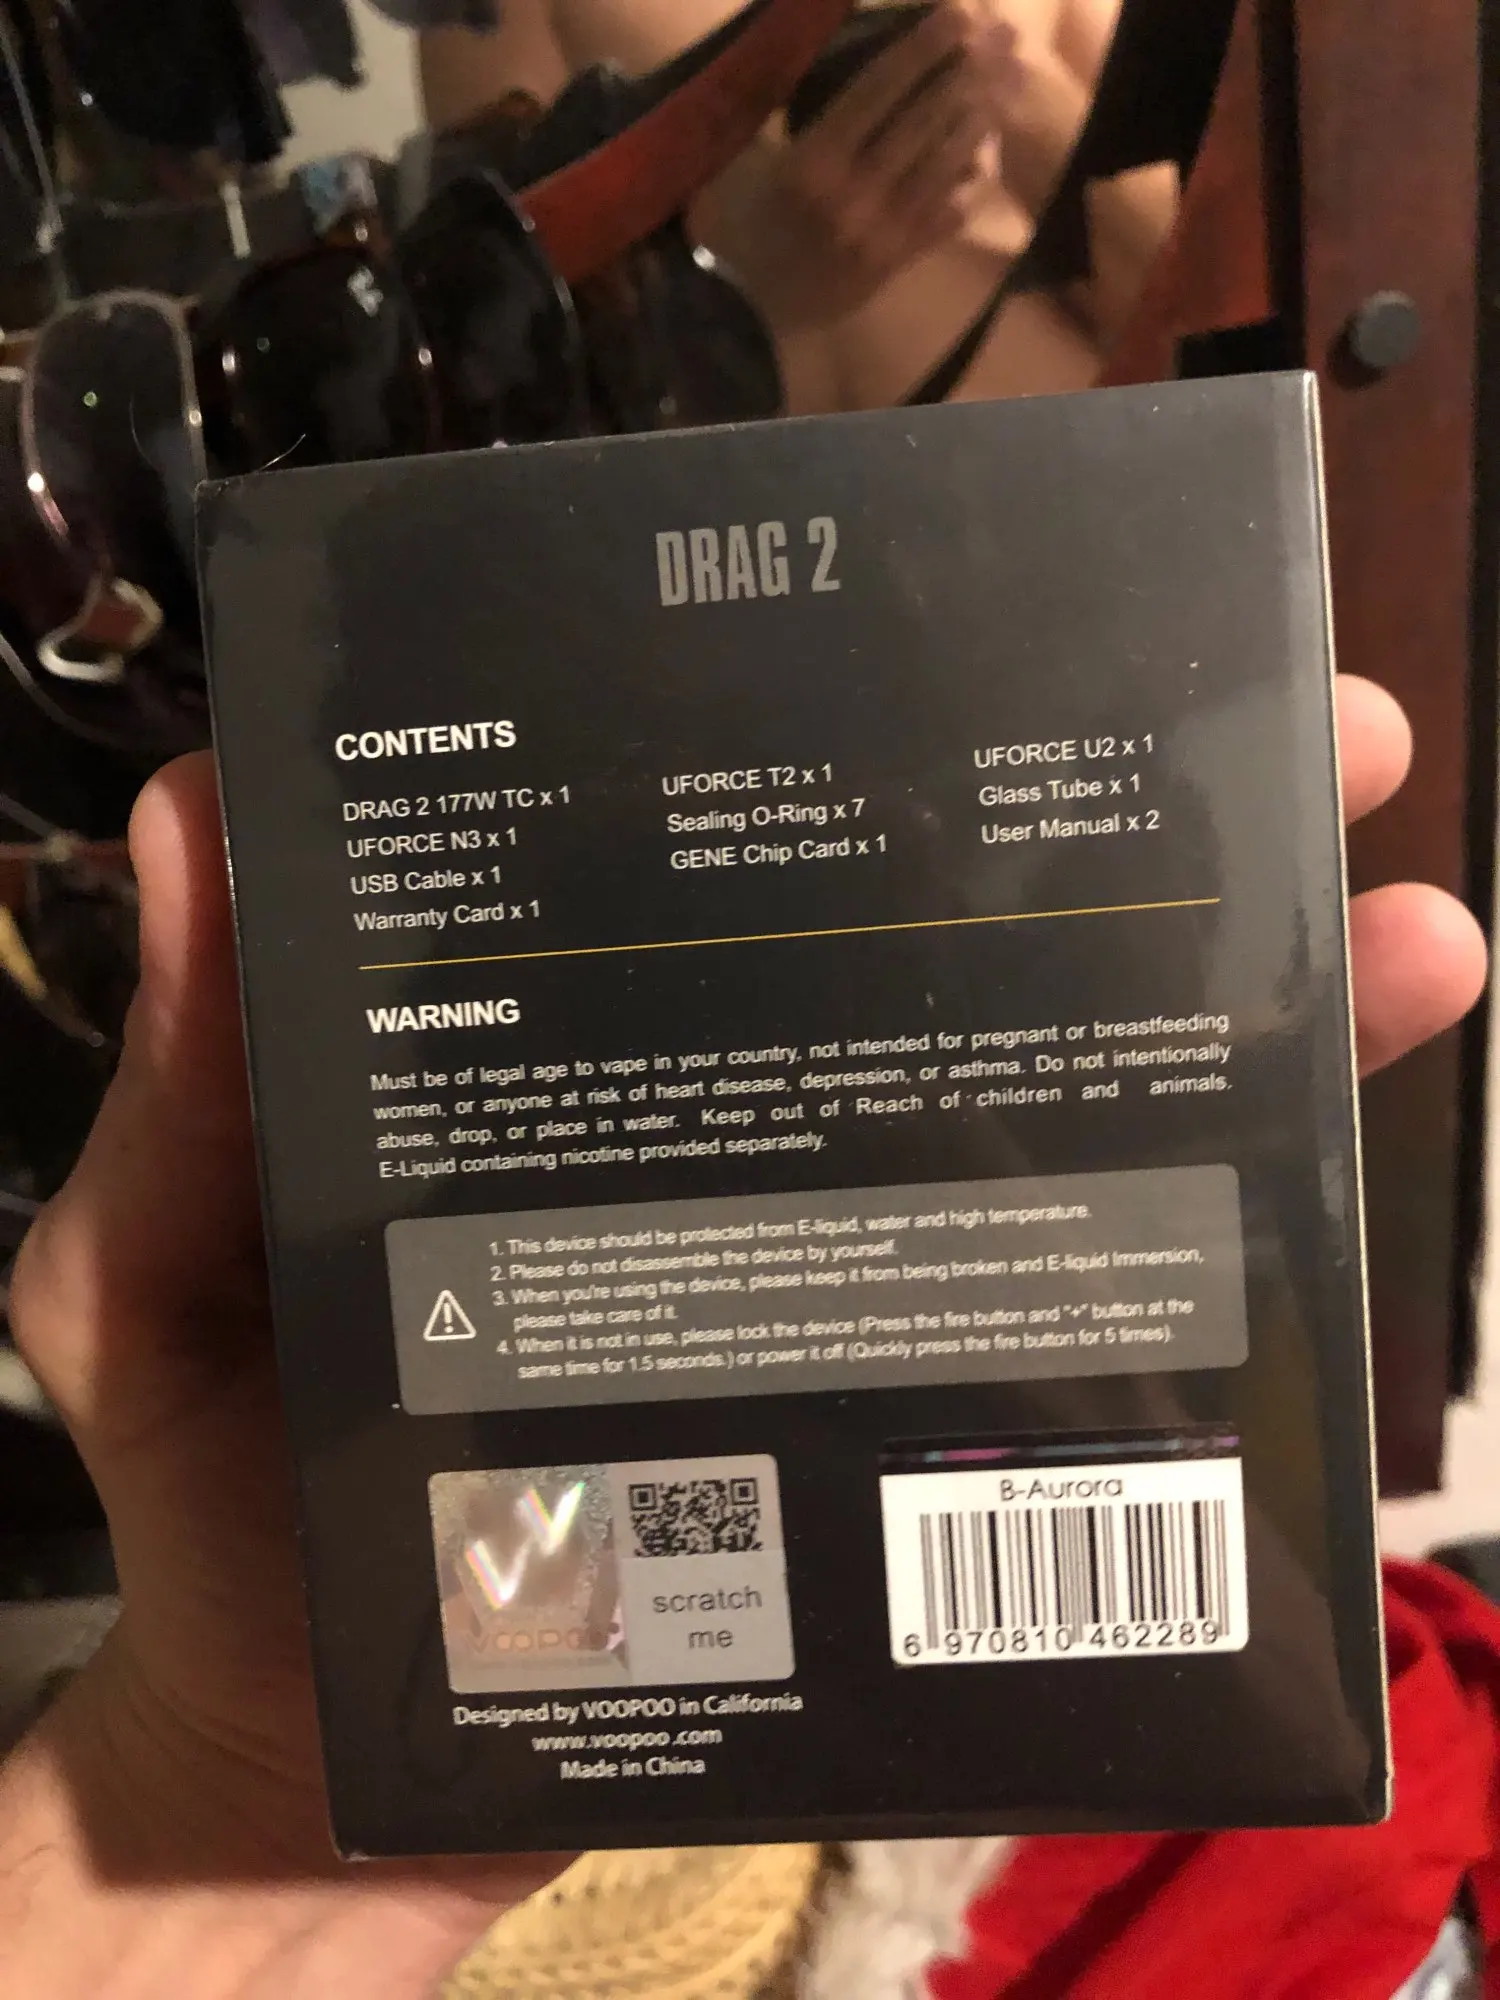 DRAG 2
CONTENTS
DRAG 2 177W TC x 1
UFORCE N3 x 1
USB Cable x 1
Warranty Card x 1
UFORCE T2 x 1
Sealing O-Ring x 7
GENE Chip Card x 1
UFORCE U2 x 1
Glass Tube x 1
User Manual x 2
WARNING
Must be of legal age to vape in your country, not intended for pregnant or breastfeeding
women, or anyone at risk of heart disease, depression, or asthma. Do not intentionally
abuse, drop, or place in water. Keep out of Reach of children and animals.
E-Liquid containing nicotine provided separately.
1. This device should be protected from E-liquid, water and high temperature.
2. Please do not disassemble the device by yourself.
3. When you're using the device, please keep it from being broken and E-liquid Immersion,
please take care of it.
4. When it is not in use, please lock the device (Press the fire button and "+" button at the
same time for 1.5 seconds.) or power it off (Quickly press the fire button for 5 times).
VOOPOO
scratch
me
B-Aurora
6 970810 462289
Designed by VOOPOO in California
www.voopoo.com
Made in China